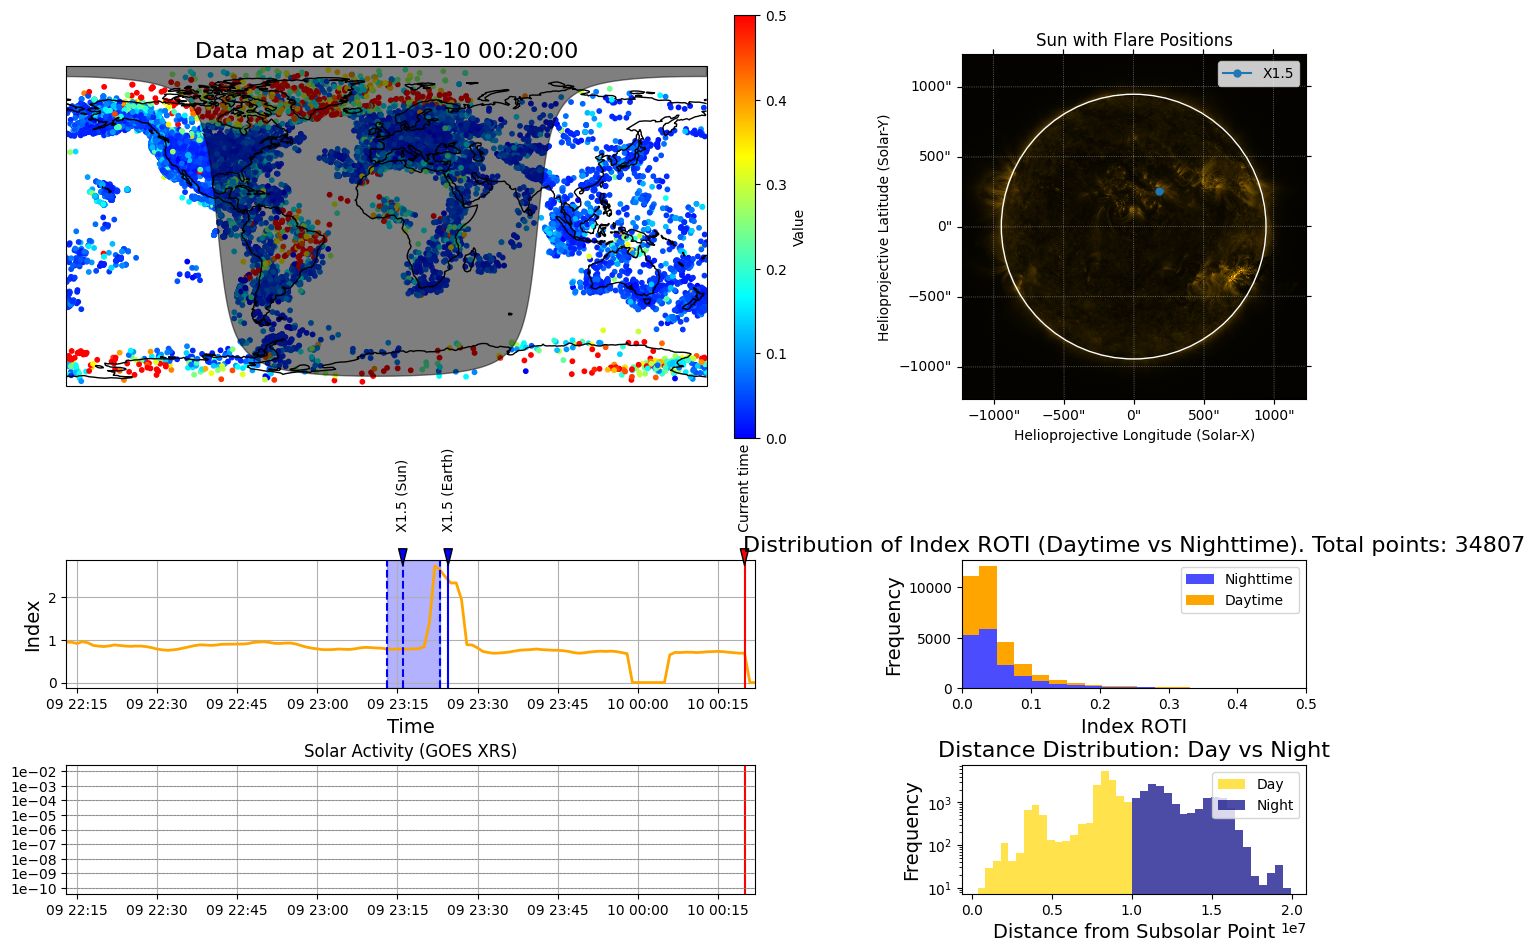 Data map at 2011-03-10 00:20:00
0.5
0.4
0.3
0.2
0.1
0.0
Value
Sun with Flare Positions
X1.5
1000"
500"
0"
−500"
−1000"
Helioprojective Latitude (Solar-Y)
−1000" −500" 0" 500" 1000"
Helioprojective Longitude (Solar-X)
X1.5 (Sun)
X1.5 (Earth)
Current time
2
1
0
Index
09 22:15 09 22:30 09 22:45 09 23:00 09 23:15 09 23:30 09 23:45 10 00:00 10 00:15
Time
Distribution of Index ROTI (Daytime vs Nighttime). Total points: 34807
Nighttime
Daytime
10000
5000
0
Frequency
0.0 0.1 0.2 0.3 0.4 0.5
Index ROTI
Solar Activity (GOES XRS)
1e−02
1e−03
1e−04
1e−05
1e−06
1e−07
1e−08
1e−09
1e−10
09 22:15 09 22:30 09 22:45 09 23:00 09 23:15 09 23:30 09 23:45 10 00:00 10 00:15
Distance Distribution: Day vs Night
Day
Night
10³
10²
10¹
Frequency
0.0 0.5 1.0 1.5 2.0
1e7
Distance from Subsolar Point